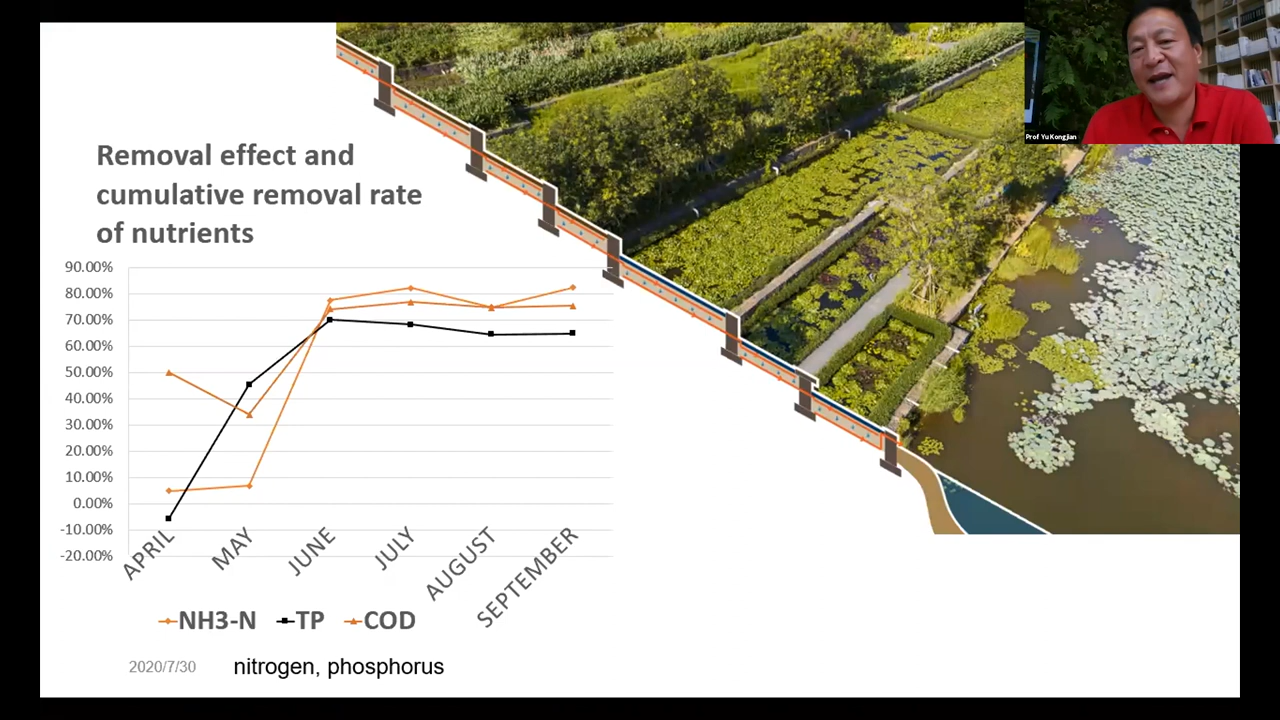 Prof Yu Kongjian
Removal effect and
cumulative removal rate
of nutrients
90.00%
80.00%
70.00%
60.00%
50.00%
40.00%
30.00%
20.00%
10.00%
0.00%
-10.00%
-20.00%
APRIL
MAY
JUNE
JULY
AUGUST
SEPTEMBER
NH3-N TP COD
2020/7/30
nitrogen, phosphorus